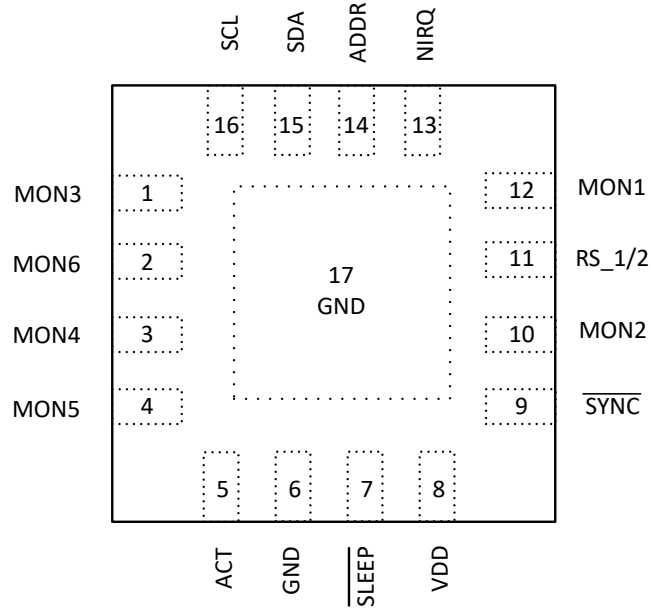 SCL SDA ADDR NIRQ
16 15 14 13
MON3 1 12 MON1
MON6 2 11 RS_1/2
17
GND
MON4 3 10 MON2
MON5 4 9 SYNC
5 6 7 8
ACT GND SLEEP VDD